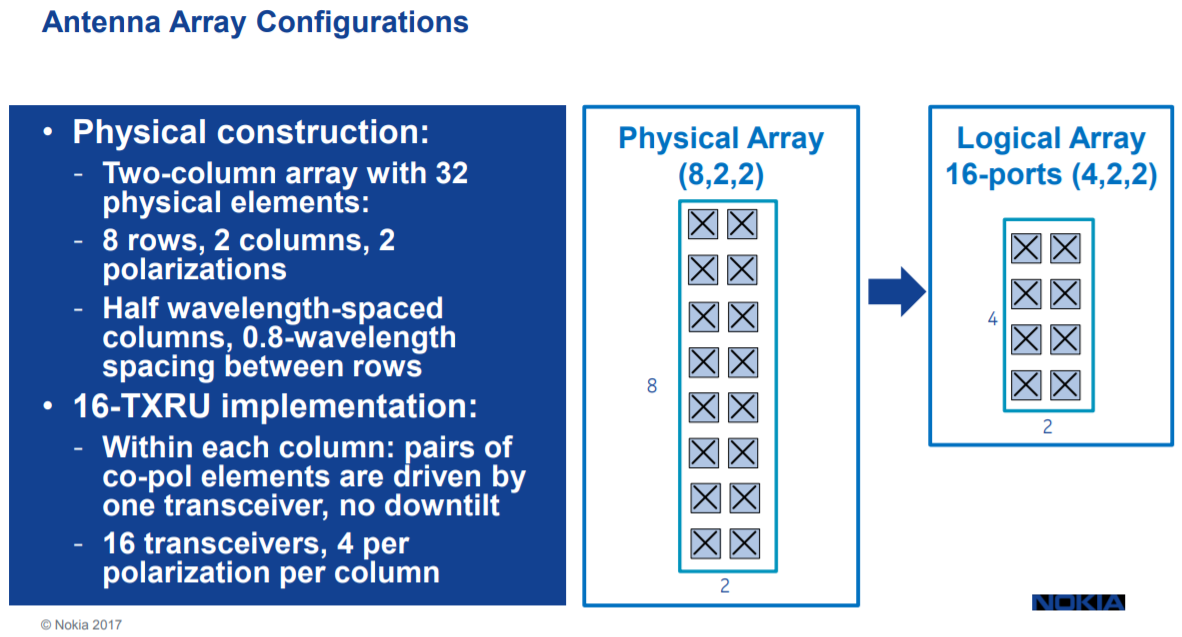 Antenna Array Configurations
• Physical construction:
- Two-column array with 32
physical elements:
- 8 rows, 2 columns, 2
polarizations
- Half wavelength-spaced
columns, 0.8-wavelength
spacing between rows
• 16-TXRU implementation:
- Within each column: pairs of
co-pol elements are driven by
one transceiver, no downtilt
- 16 transceivers, 4 per
polarization per column
Physical Array
(8,2,2)
8
2
Logical Array
16-ports (4,2,2)
4
2
NOKIA
© Nokia 2017